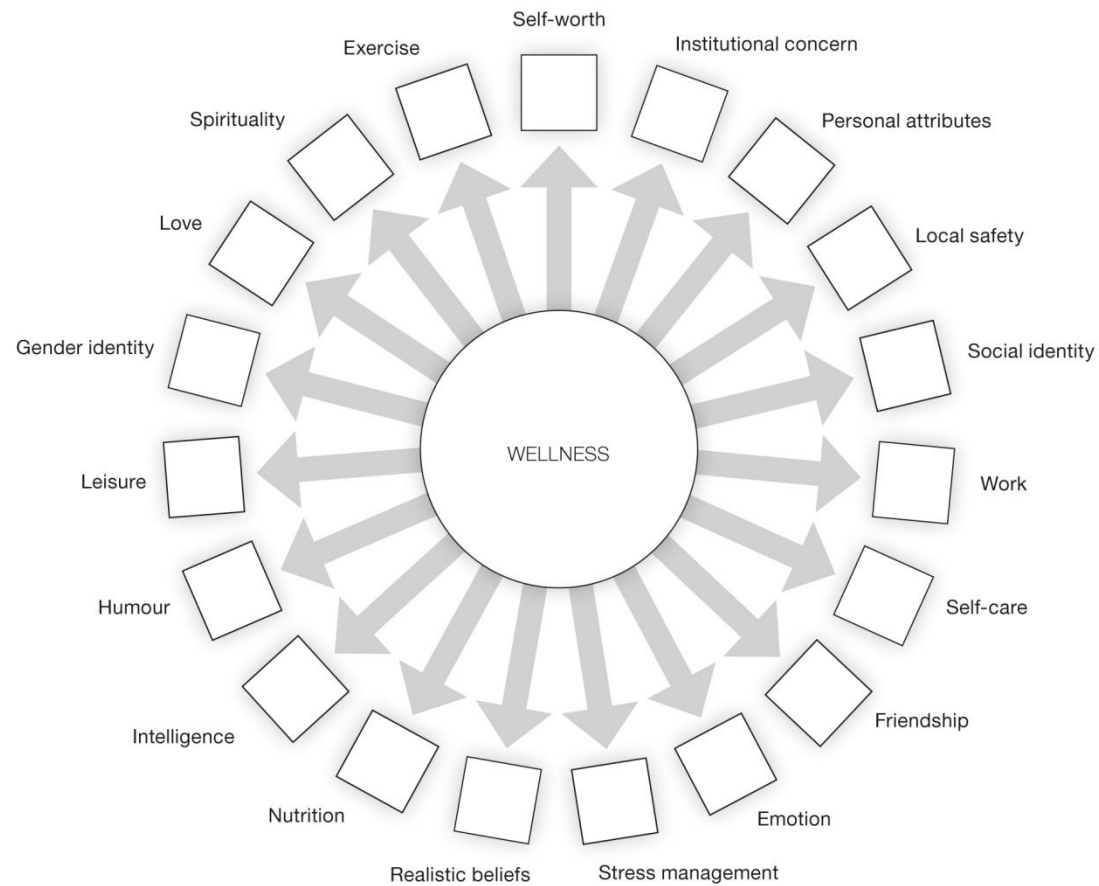 Self-worth
Exercise
Institutional concern
Spirituality
Personal attributes
Love
Local safety
Gender identity
Social identity
WELLNESS
Leisure
Work
Humour
Self-care
Intelligence
Friendship
Nutrition
Emotion
Realistic beliefs
Stress management